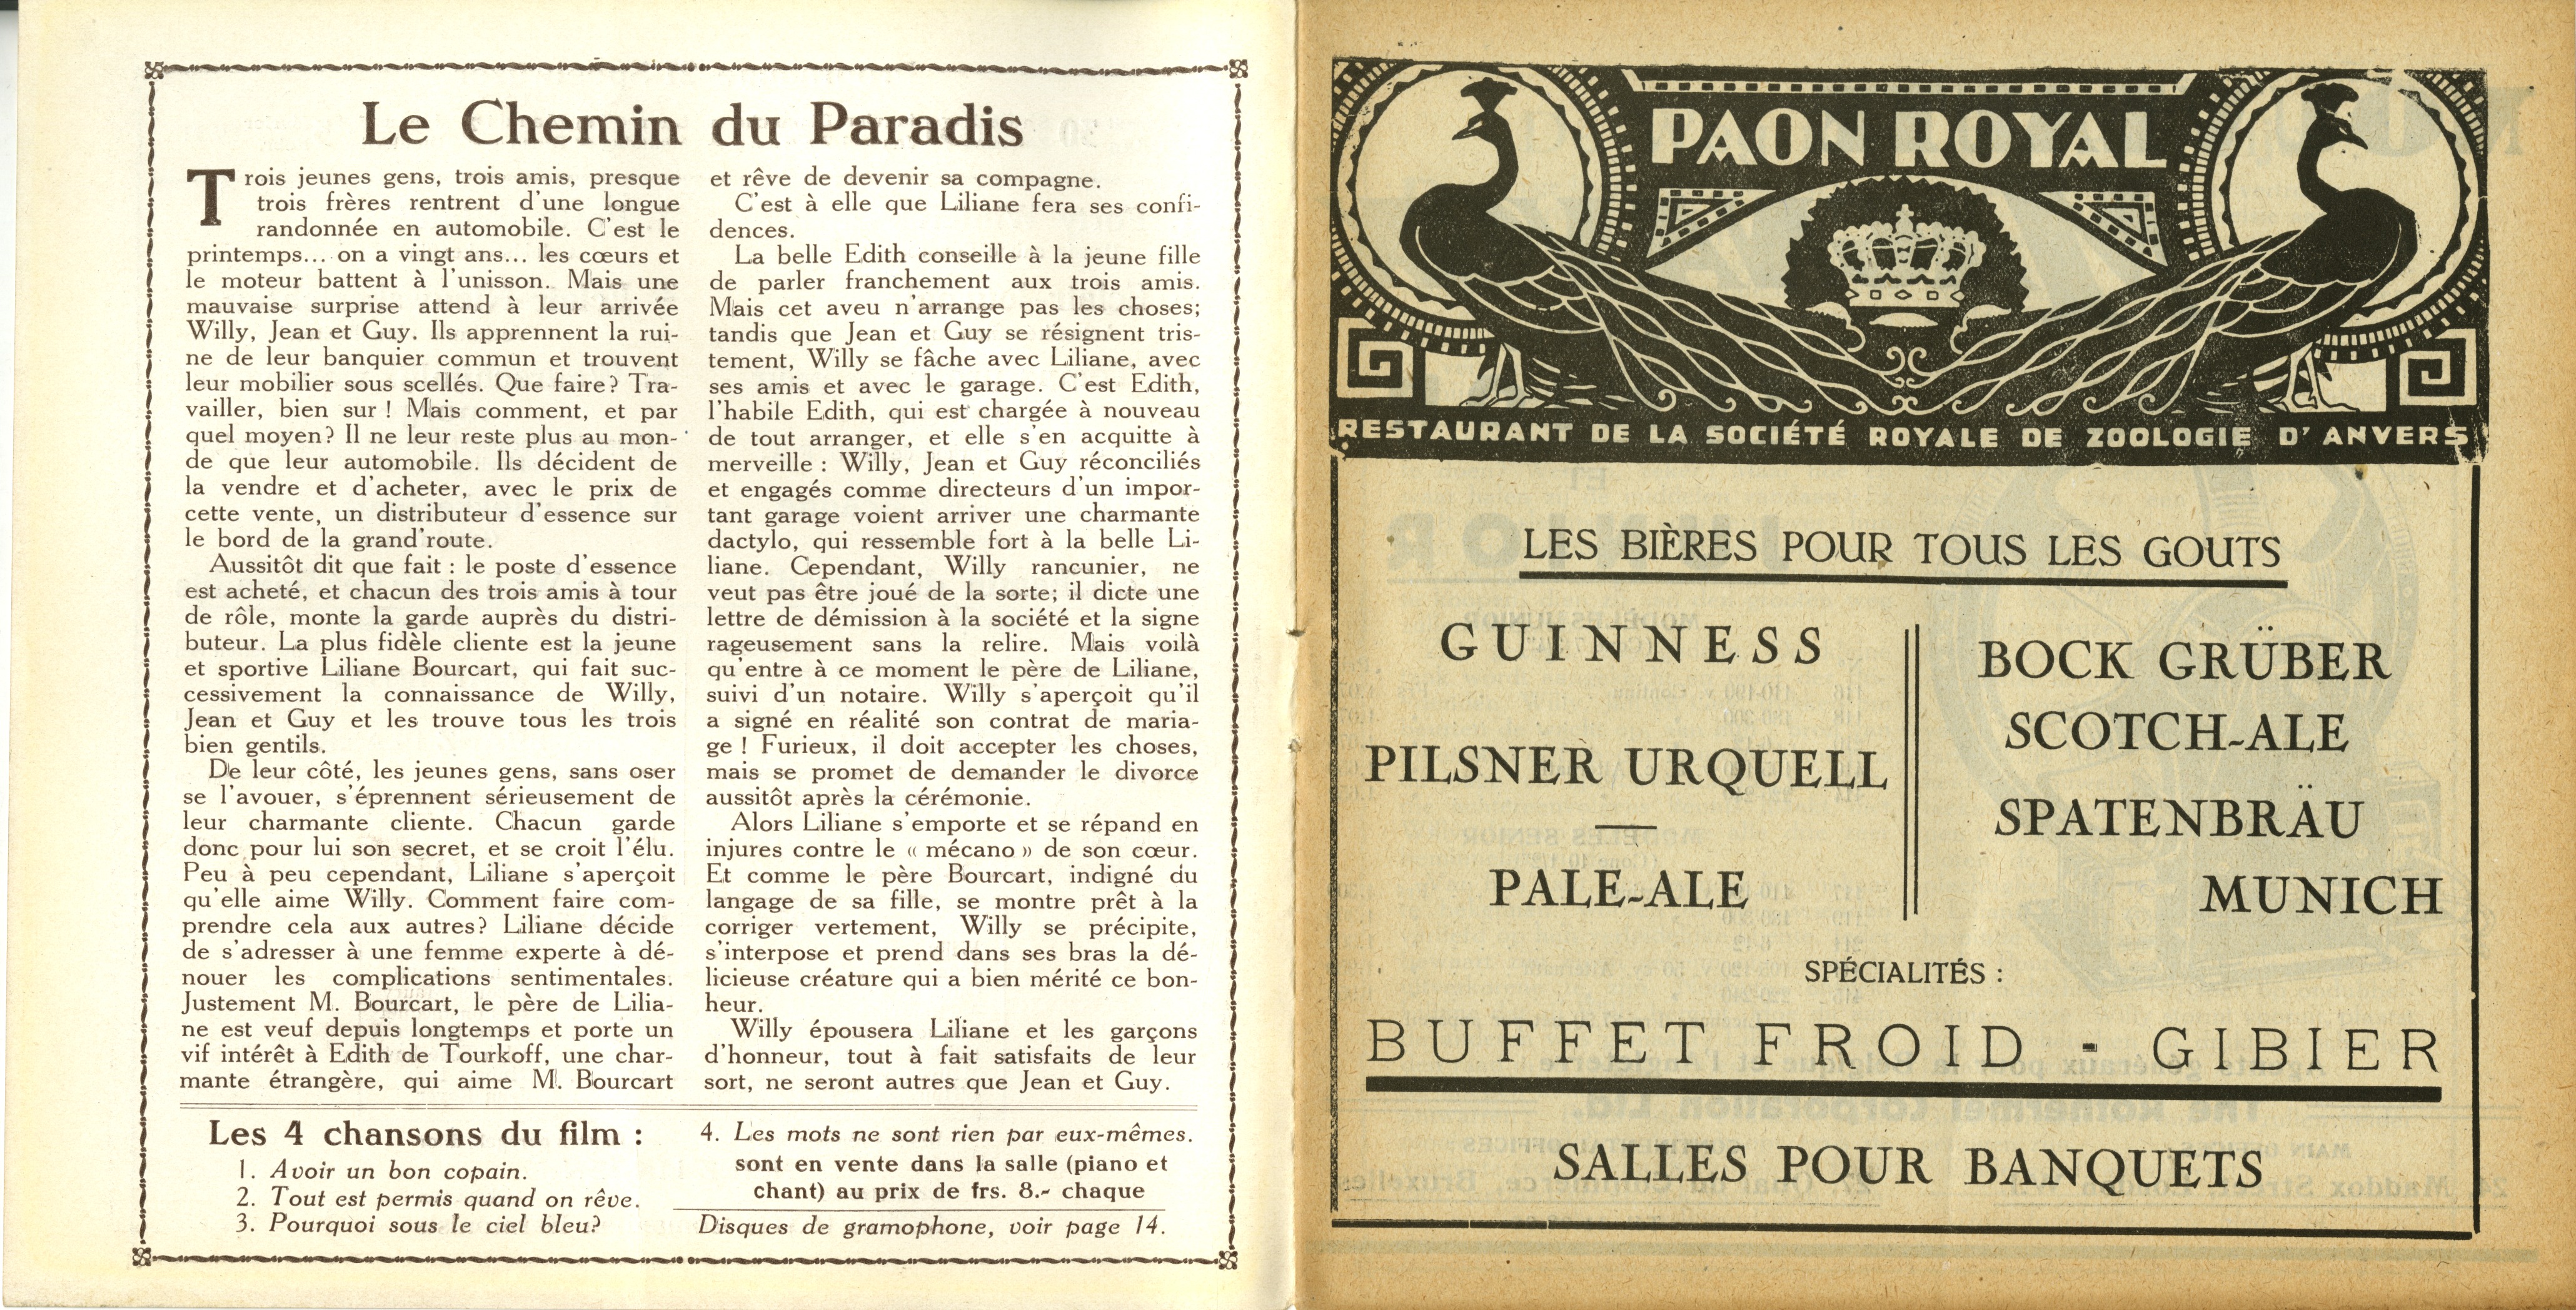 Le Chemin du Paradis
Trois jeunes gens, trois amis, presque
trois frères rentrent d'une longue
randonnée en automobile. C'est le
printemps... on a vingt ans... les cœurs et
le moteur battent à l'unisson. Mais une
mauvaise surprise attend à leur arrivée
Willy, Jean et Guy. Ils apprennent la rui-
ne de leur banquier commun et trouvent
leur mobilier sous scellés. Que faire? Tra-
vailler, bien sur ! Mais comment, et par
quel moyen? Il ne leur reste plus au mon-
de que leur automobile. Ils décident de
la vendre et d'acheter, avec le prix de
cette vente, un distributeur d'essence sur
le bord de la grand'route.
Aussitôt dit que fait : le poste d'essence
est acheté, et chacun des trois amis à tour
de rôle, monte la garde auprès du distri-
buteur. La plus fidèle cliente est la jeune
et sportive Liliane Bourcart, qui fait suc-
cessivement la connaissance de Willy,
Jean et Guy et les trouve tous les trois
bien gentils.
De leur côté, les jeunes gens, sans oser
se l'avouer, s'éprennent sérieusement de
leur charmante cliente. Chacun garde
donc pour lui son secret, et se croit l'élu.
Peu à peu cependant, Liliane s'aperçoit
qu'elle aime Willy. Comment faire com-
prendre cela aux autres? Liliane décide
de s'adresser à une femme experte à dé-
nouer les complications sentimentales.
Justement M. Bourcart, le père de Lilia-
ne est veuf depuis longtemps et porte un
vif intérêt à Edith de Tourkoff, une char-
mante étrangère, qui aime M. Bourcart
et rêve de devenir sa compagne.
C'est à elle que Liliane fera ses confi-
dences.
La belle Edith conseille à la jeune fille
de parler franchement aux trois amis.
Mais cet aveu n'arrange pas les choses;
tandis que Jean et Guy se résignent tris-
tement, Willy se fâche avec Liliane, avec
ses amis et avec le garage. C'est Edith,
l'habile Edith, qui est chargée à nouveau
de tout arranger, et elle s'en acquitte à
merveille : Willy, Jean et Guy réconciliés
et engagés comme directeurs d'un impor-
tant garage voient arriver une charmante
dactylo, qui ressemble fort à la belle Li-
liane. Cependant, Willy rancunier, ne
veut pas être joué de la sorte; il dicte une
lettre de démission à la société et la signe
rageusement sans la relire. Mais voilà
qu'entre à ce moment le père de Liliane,
suivi d'un notaire. Willy s'aperçoit qu'il
a signé en réalité son contrat de maria-
ge ! Furieux, il doit accepter les choses,
mais se promet de demander le divorce
aussitôt après la cérémonie.
Alors Liliane s'emporte et se répand en
injures contre le « mécano » de son cœur.
Et comme le père Bourcart, indigné du
langage de sa fille, se montre prêt à la
corriger vertement, Willy se précipite,
s'interpose et prend dans ses bras la dé-
licieuse créature qui a bien mérité ce bon-
heur.
Willy épousera Liliane et les garçons
d'honneur, tout à fait satisfaits de leur
sort, ne seront autres que Jean et Guy.
Les 4 chansons du film :
1. Avoir un bon copain.
2. Tout est permis quand on rêve.
3. Pourquoi sous le ciel bleu?
4. Les mots ne sont rien par eux-mêmes.
sont en vente dans la salle (piano et
chant) au prix de frs. 8.- chaque
Disques de gramophone, voir page 14.
PAON ROYAL
RESTAURANT DE LA SOCIÉTÉ ROYALE DE ZOOLOGIE D'ANVERS
LES BIÈRES POUR TOUS LES GOUTS
GUINNESS
PILSNER URQUELL
PALE-ALE
BOCK GRÜBER
SCOTCH-ALE
SPATENBRÄU
MUNICH
SPÉCIALITÉS :
BUFFET FROID - GIBIER
SALLES POUR BANQUETS